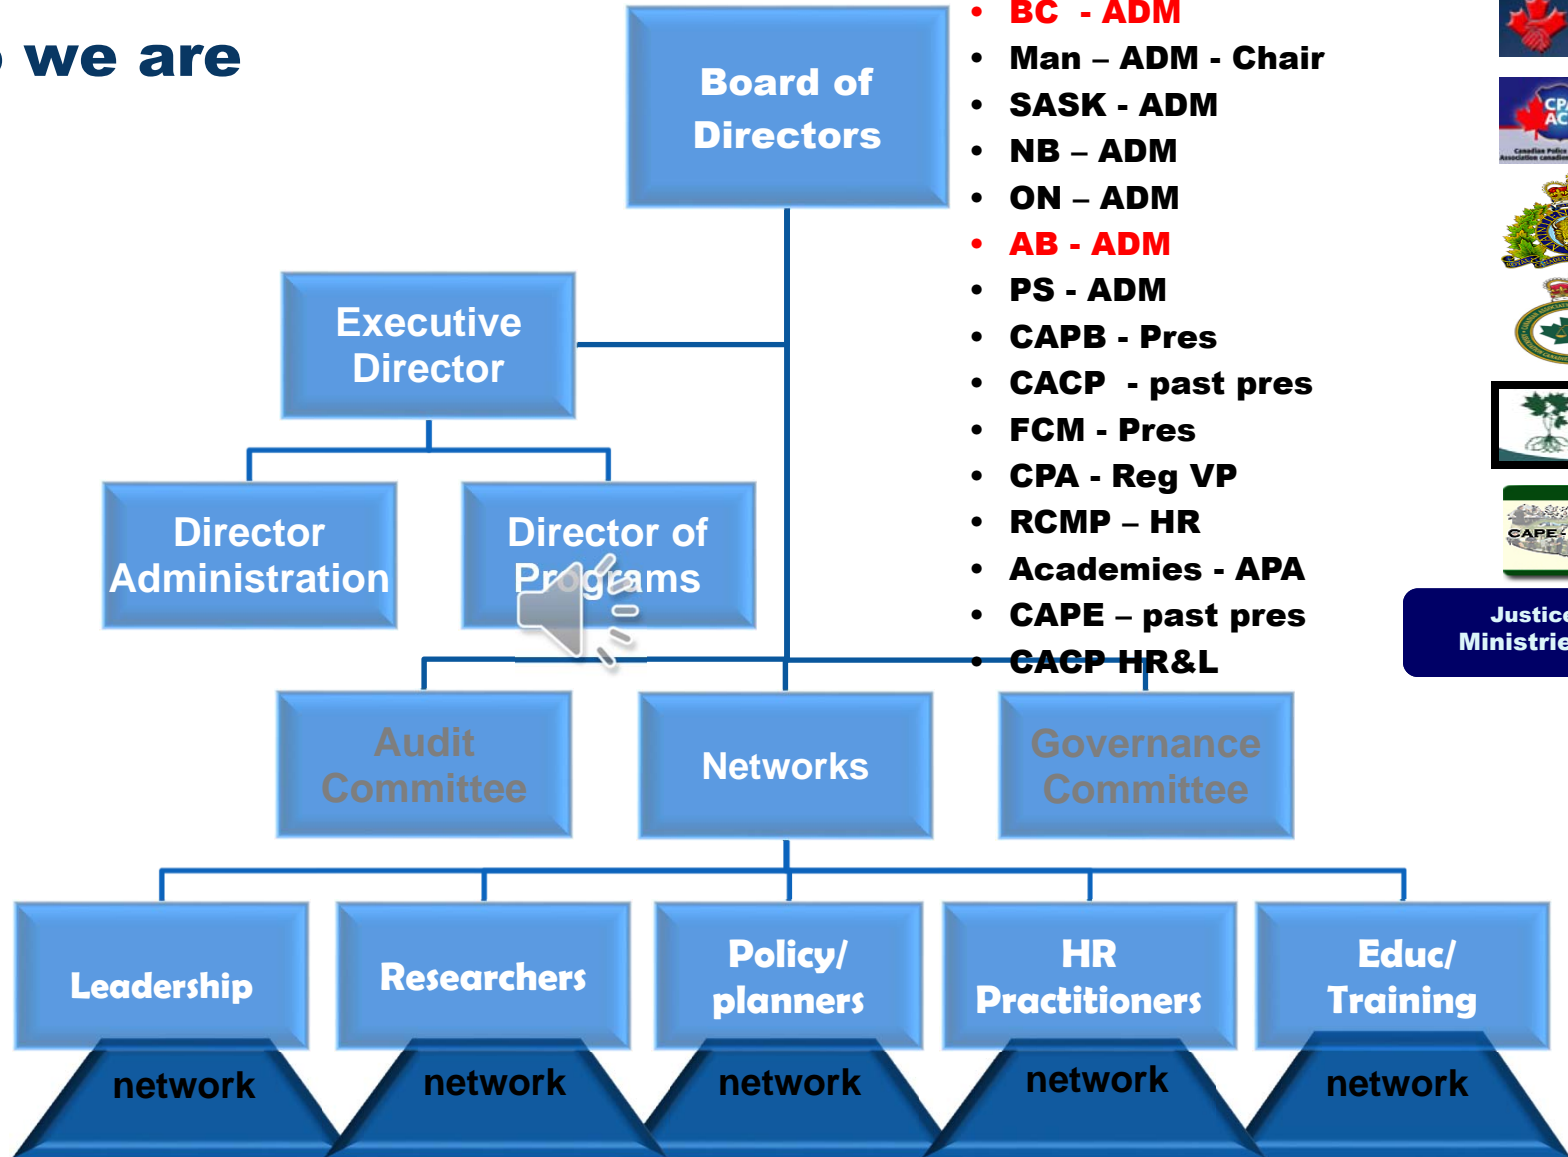 we are
Board of
Directors
• BC - ADM
• Man – ADM - Chair
• SASK - ADM
• NB – ADM
• ON – ADM
• AB - ADM
• PS - ADM
• CAPB - Pres
• CACP - past pres
• FCM - Pres
• CPA - Reg VP
• RCMP – HR
• Academies - APA
• CAPE – past pres
• CACP HR&L
Executive
Director
Director
Administration
Director of
Programs
Audit
Committee
Networks
Governance
Committee
Leadership
Researchers
Policy/
planners
HR
Practitioners
Educ/
Training
network
network
network
network
network
Canadian Police
CAPE -
Justice
Ministrie